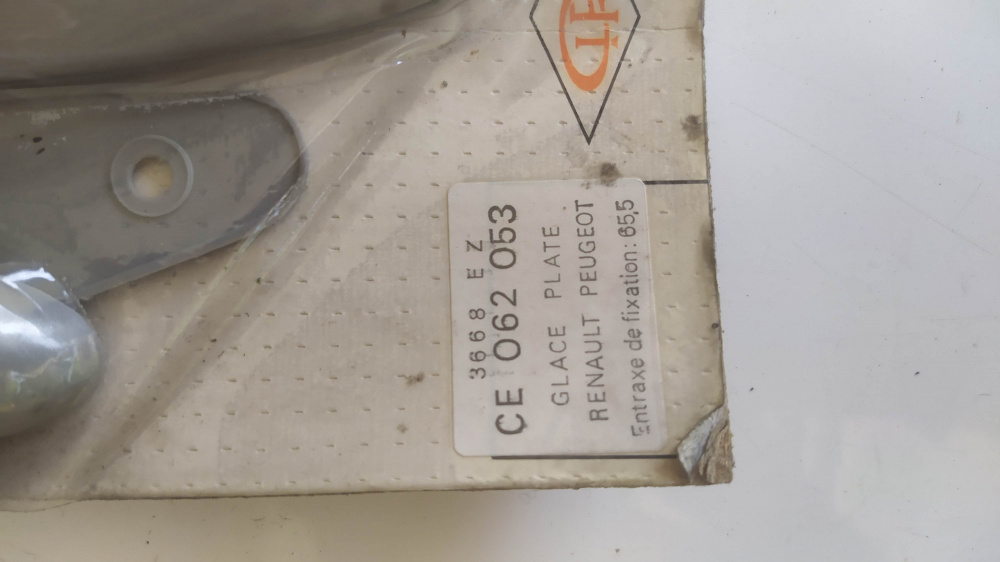 3668 EZ
CE 062 053
GLACE PLATE
RENAULT PEUGEOT
Entraxe de fixation: 65,5